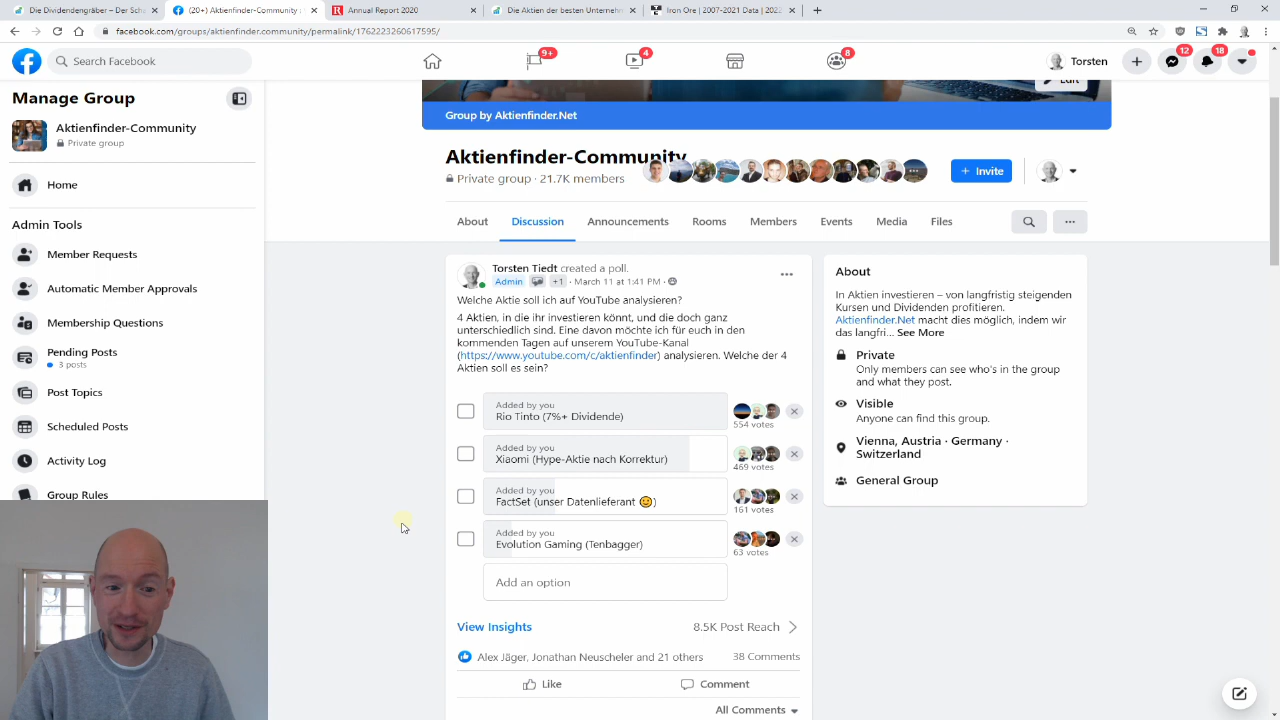 Die Dividendengräber – Der Sch
(20+) Aktienfinder-Community
Annual Report 2020
Die Aktien der besten Unternehm
Iron Ore | 2007-2021 Data | 2022
facebook.com/groups/aktienfinder.community/permalink/1762223260617595/
Search Facebook
9+
4
8
Torsten
12
18
Manage Group
Aktienfinder-Community
Private group
Home
Admin Tools
Member Requests
Automatic Member Approvals
Membership Questions
Pending Posts
3 posts
Post Topics
Scheduled Posts
Activity Log
Group Rules
Edit
Group by Aktienfinder.Net
Aktienfinder-Community
Private group · 21.7K members
+ Invite
About
Discussion
Announcements
Rooms
Members
Events
Media
Files
Torsten Tiedt created a poll.
Admin +1 · March 11 at 1:41 PM ·
Welche Aktie soll ich auf YouTube analysieren?
4 Aktien, in die ihr investieren könnt, und die doch ganz
unterschiedlich sind. Eine davon möchte ich für euch in den
kommenden Tagen auf unserem YouTube-Kanal
(https://www.youtube.com/c/aktienfinder) analysieren. Welche der 4
Aktien soll es sein?
Added by you
Rio Tinto (7%+ Dividende)
554 votes
Added by you
Xiaomi (Hype-Aktie nach Korrektur)
469 votes
Added by you
FactSet (unser Datenlieferant 😊)
161 votes
Added by you
Evolution Gaming (Tenbagger)
63 votes
Add an option
View Insights
8.5K Post Reach
Alex Jäger, Jonathan Neuscheler and 21 others
38 Comments
Like
Comment
All Comments
About
In Aktien investieren – von langfristig steigenden
Kursen und Dividenden profitieren.
Aktienfinder.Net macht dies möglich, indem wir
das langfri... See More
Private
Only members can see who's in the group
and what they post.
Visible
Anyone can find this group.
Vienna, Austria · Germany ·
Switzerland
General Group